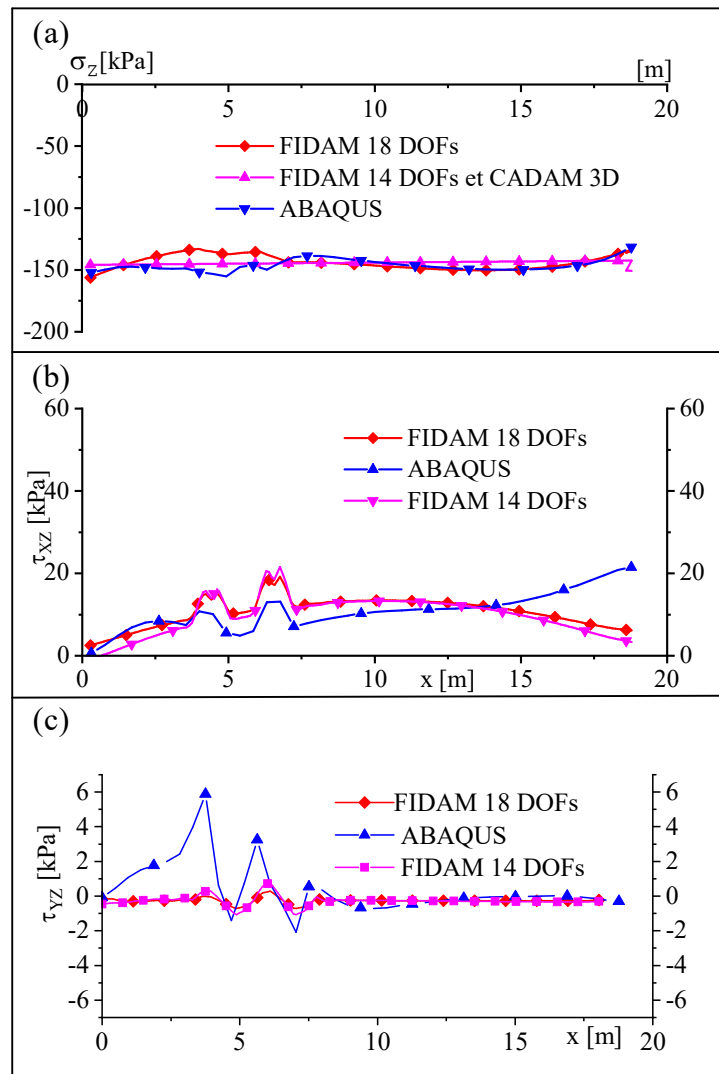 (a)
σZ[kPa]
[m]
0
0
5
10
15
20
-50
-100
-150
-200
FIDAM 18 DOFs
FIDAM 14 DOFs et CADAM 3D
ABAQUS
Z
(b)
60
60
40
40
20
20
0
0
τXZ [kPa]
FIDAM 18 DOFs
ABAQUS
FIDAM 14 DOFs
0
5
10
15
20
x [m]
(c)
6
6
4
4
2
2
0
0
-2
-2
-4
-4
-6
-6
τYZ [kPa]
FIDAM 18 DOFs
ABAQUS
FIDAM 14 DOFs
0
5
10
15
20
x [m]